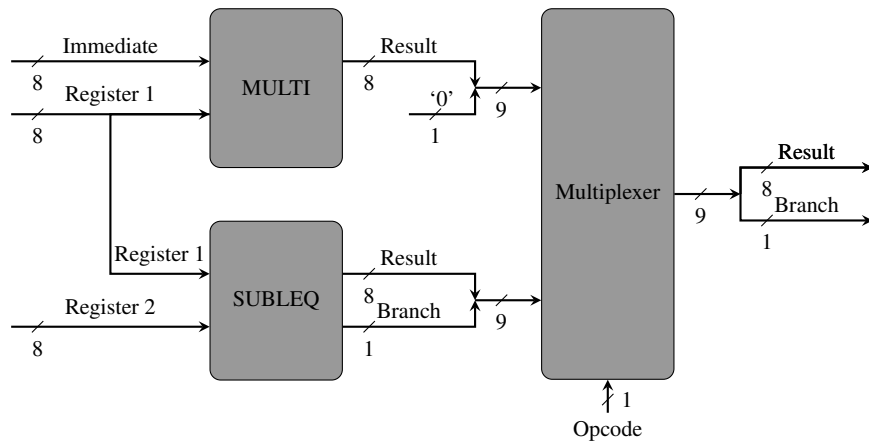 Immediate
8
Register 1
8
MULTI
Result
8
‘0’
1
9
Multiplexer
9
Result
8
Branch
1
Register 1
Register 2
8
SUBLEQ
Result
8
Branch
1
9
1
Opcode